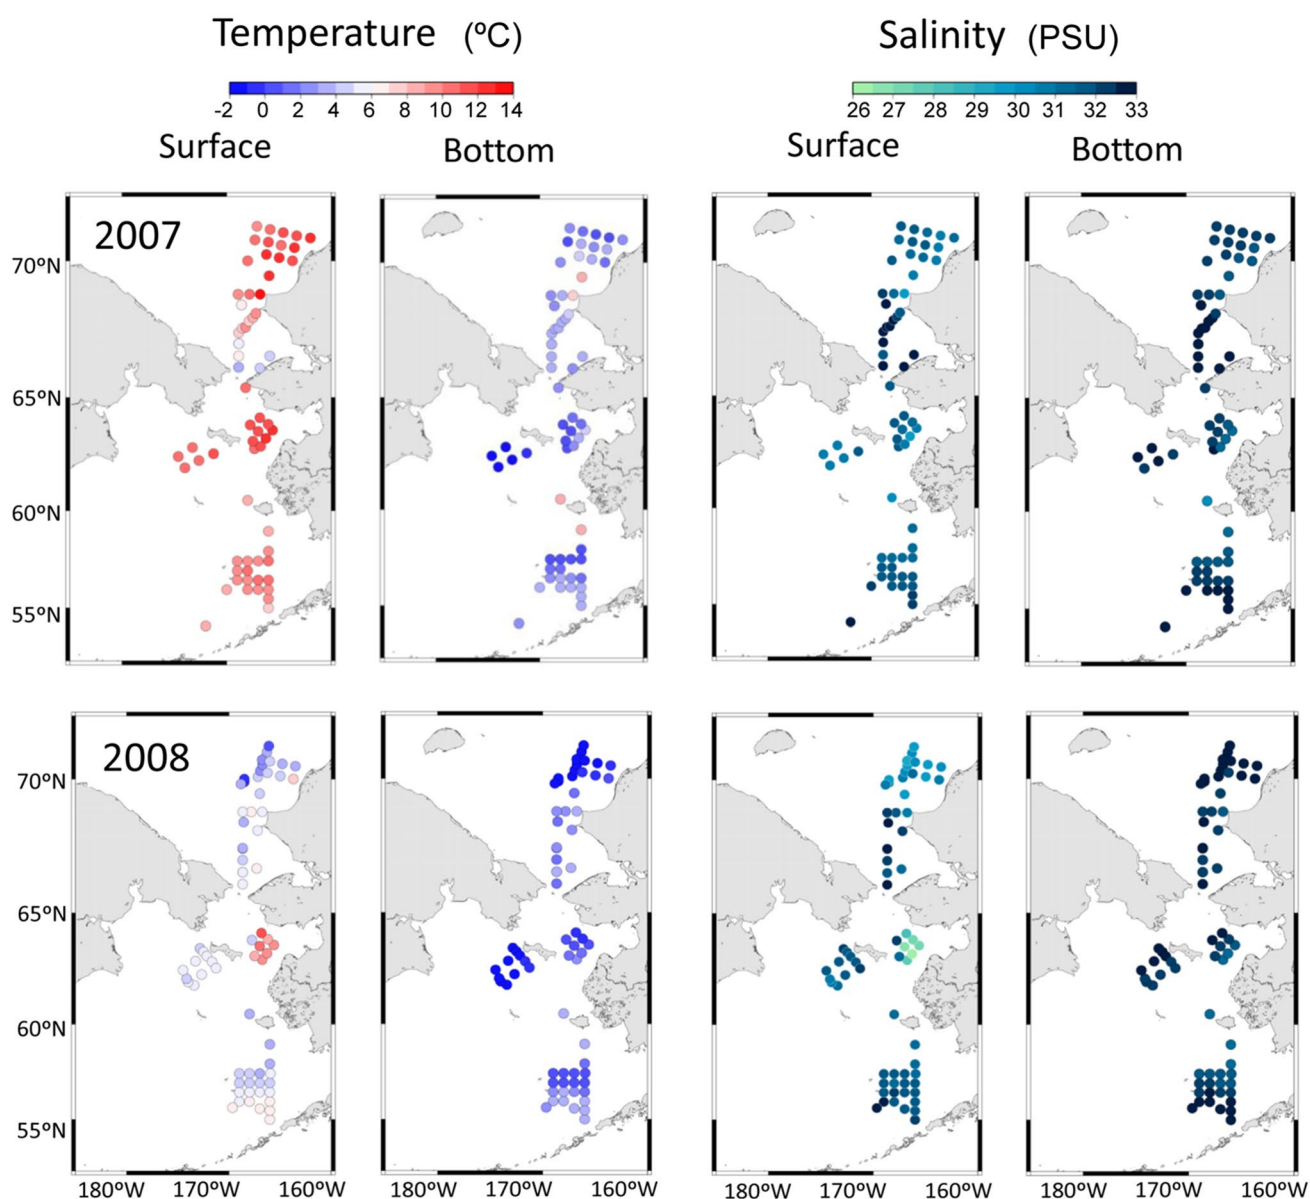 Temperature (ºC) Salinity (PSU)
-2 0 2 4 6 8 10 12 14 26 27 28 29 30 31 32 33
Surface Bottom Surface Bottom
2007
70ºN
65ºN
60ºN
55ºN
2008
70ºN
65ºN
60ºN
55ºN
180ºW 170ºW 160ºW 180ºW 170ºW 160ºW 180ºW 170ºW 160ºW 180ºW 170ºW 160ºW